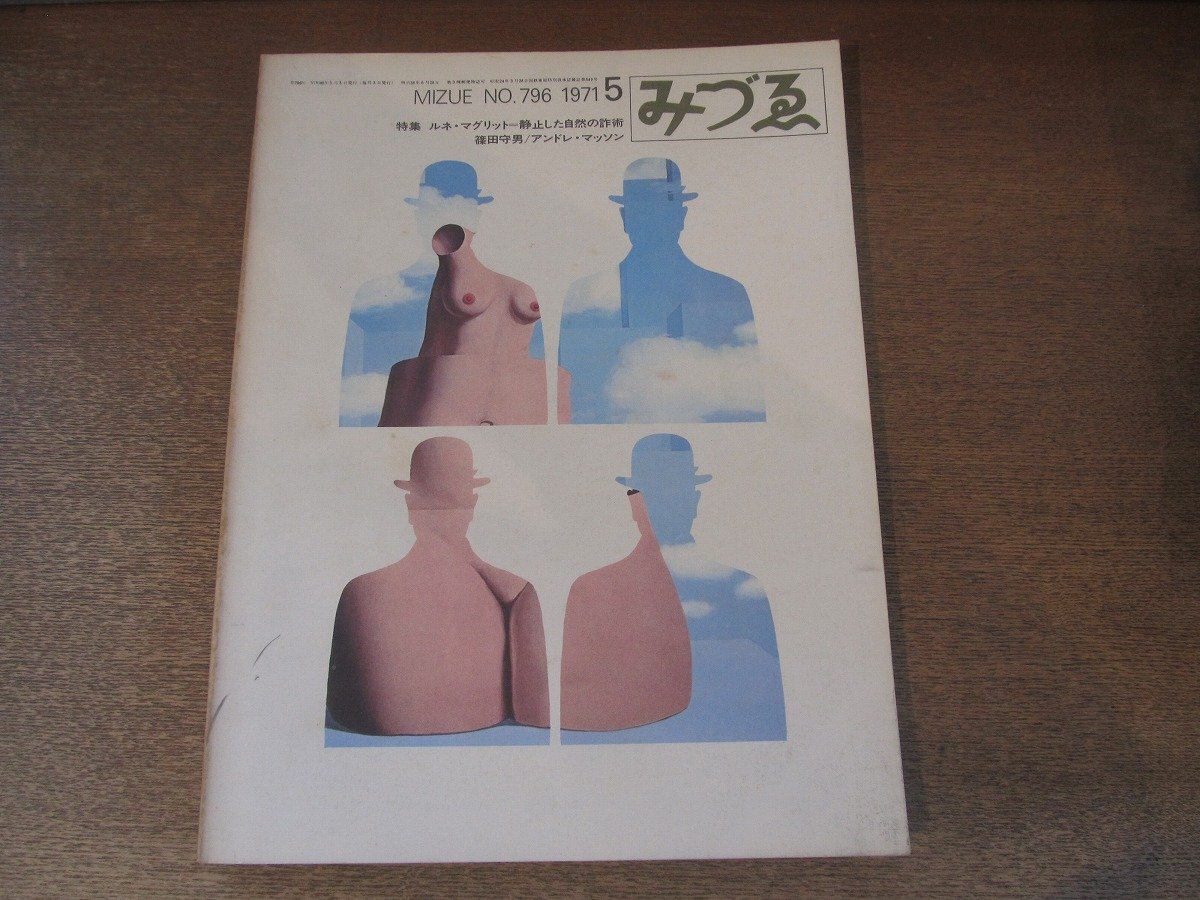 MIZUE NO. 796 1971 5
みづゑ
特集 ルネ・マグリット=静止した自然の詐術
篠田守男/アンドレ・マッソン